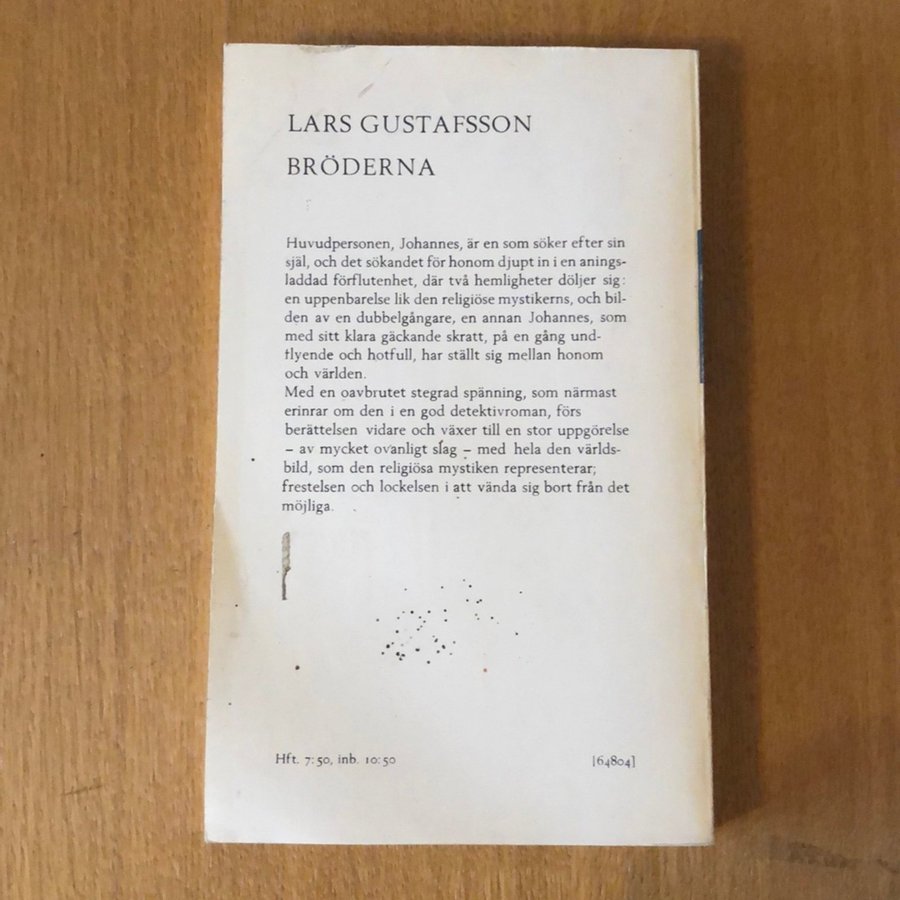 LARS GUSTAFSSON
BRÖDERNA
Huvudpersonen, Johannes, är en som söker efter sin
själ, och det sökandet för honom djupt in i en anings-
laddad förflutenhet, där två hemligheter döljer sig:
en uppenbarelse lik den religiöse mystikerns, och bil-
den av en dubbelgångare, en annan Johannes, som
med sitt klara gäckande skratt, på en gång und-
flyende och hotfull, har ställt sig mellan honom
och världen.
Med en oavbrutet stegrad spänning, som närmast
erinrar om den i en god detektivroman, förs
berättelsen vidare och växer till en stor uppgörelse
– av mycket ovanligt slag – med hela den världs-
bild, som den religiösa mystiken representerar;
frestelsen och lockelsen i att vända sig bort från det
möjliga.
Hft. 7:50, inb. 10:50 [64804]